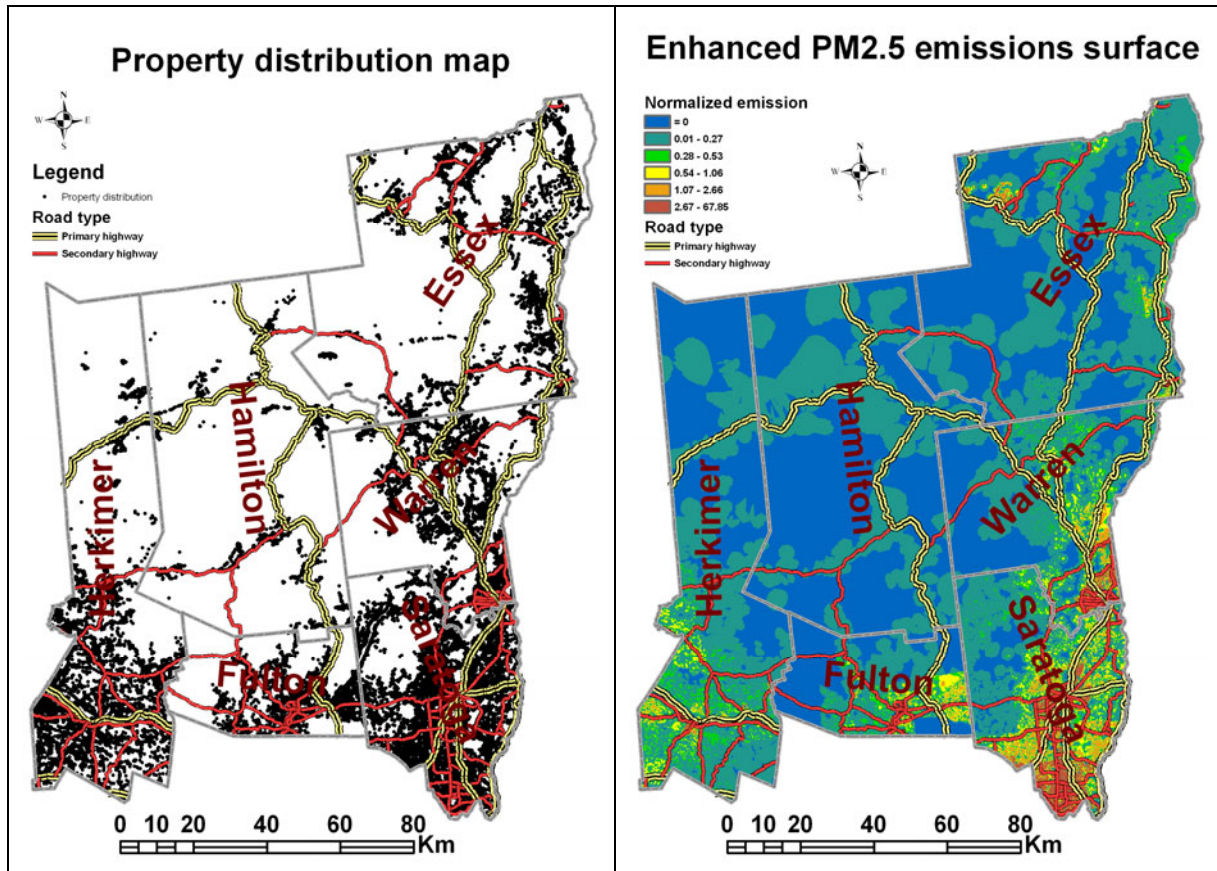 Property distribution map
N
W E
S
Legend
Property distribution
Road type
Primary highway
Secondary highway
Essex
Hamilton
Warren
Herkimer
Saratoga
Fulton
0 10 20 40 60 80
Km
Enhanced PM2.5 emissions surface
Normalized emission
= 0
0.01 - 0.27
0.28 - 0.53
0.54 - 1.06
1.07 - 2.66
2.67 - 67.85
Road type
Primary highway
Secondary highway
N
W E
S
Essex
Hamilton
Warren
Herkimer
Saratoga
Fulton
0 10 20 40 60 80
Km